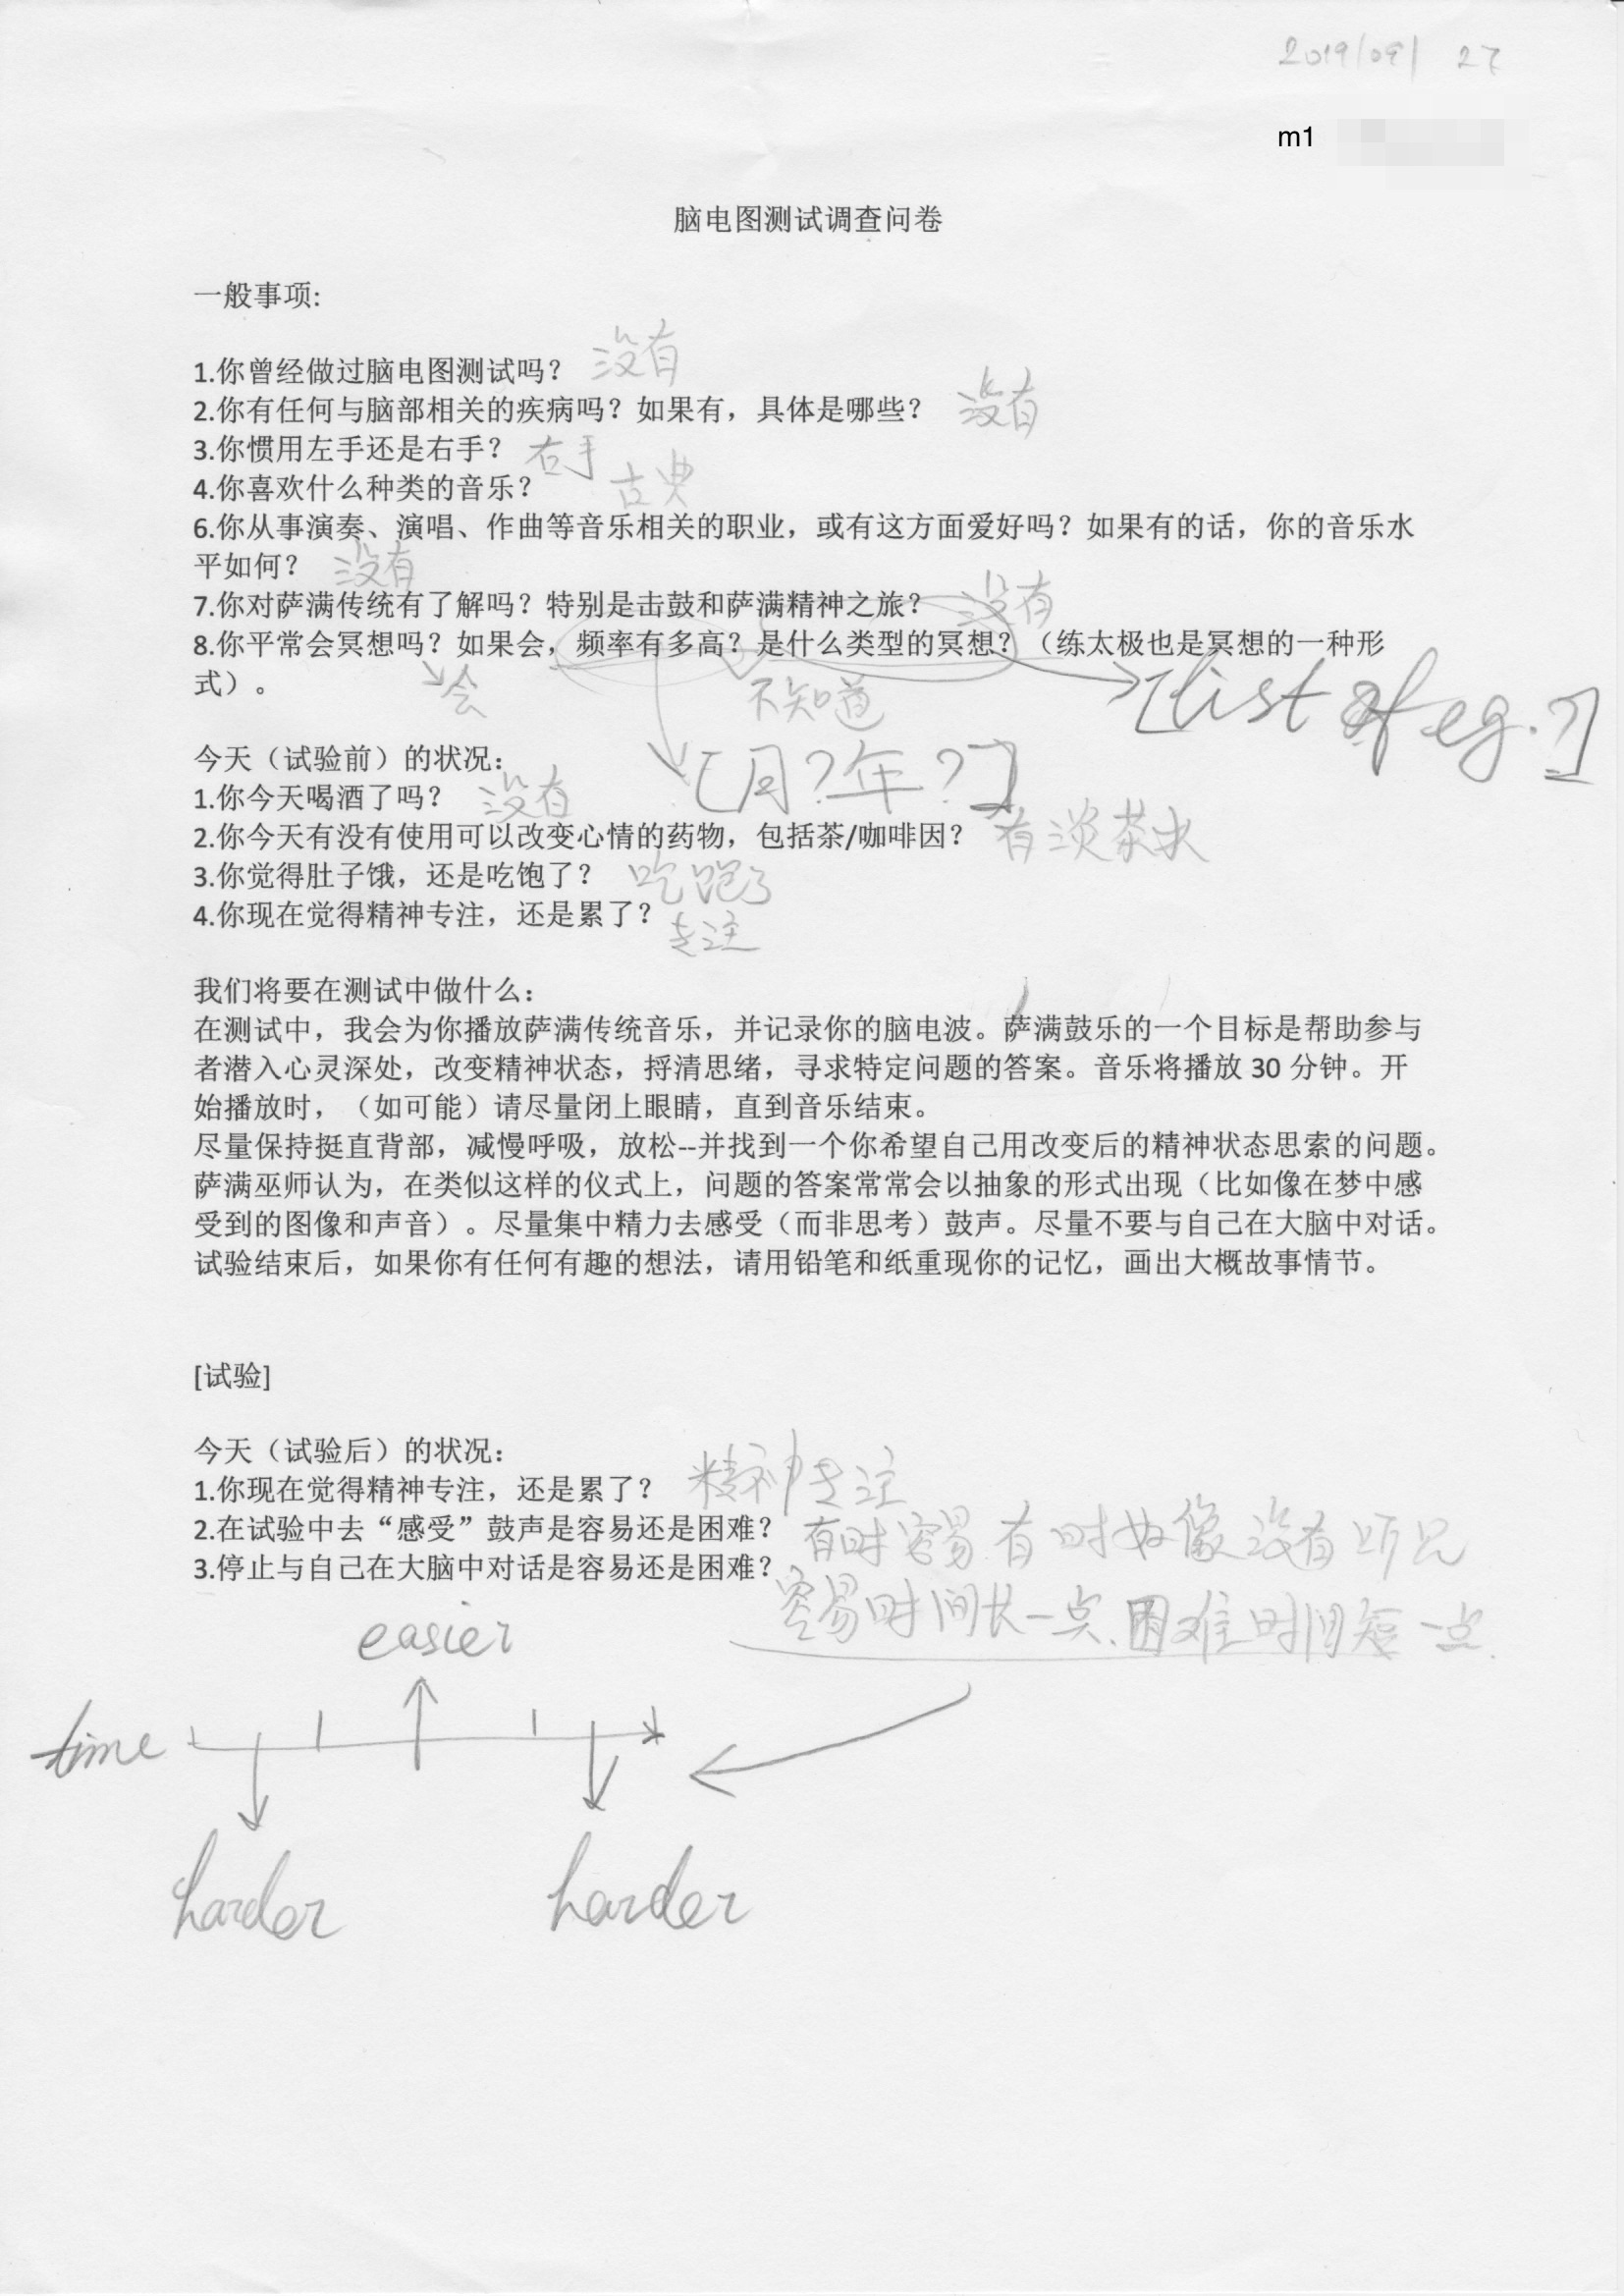 2019/09/ 27
m1
脑电图测试调查问卷
一般事项:
1.你曾经做过脑电图测试吗？ 没有
2.你有任何与脑部相关的疾病吗？如果有，具体是哪些？ 没有
3.你惯用左手还是右手？ 右手
4.你喜欢什么种类的音乐？ 古典
6.你从事演奏、演唱、作曲等音乐相关的职业，或有这方面爱好吗？如果有的话，你的音乐水
平如何？ 没有
7.你对萨满传统有了解吗？特别是击鼓和萨满精神之旅？ 没有
8.你平常会冥想吗？如果会，频率有多高？是什么类型的冥想？（练太极也是冥想的一种形
式）。 会 不知道 [list of eg.?]
今天（试验前）的状况： [月?年?]
1.你今天喝酒了吗？ 没有
2.你今天有没有使用可以改变心情的药物，包括茶/咖啡因？ 有淡茶水
3.你觉得肚子饿，还是吃饱了？ 吃饱了
4.你现在觉得精神专注，还是累了？ 专注
我们将要在测试中做什么：
在测试中，我会为你播放萨满传统音乐，并记录你的脑电波。萨满鼓乐的一个目标是帮助参与
者潜入心灵深处，改变精神状态，捋清思绪，寻求特定问题的答案。音乐将播放 30 分钟。开
始播放时，（如可能）请尽量闭上眼睛，直到音乐结束。
尽量保持挺直背部，减慢呼吸，放松--并找到一个你希望自己用改变后的精神状态思索的问题。
萨满巫师认为，在类似这样的仪式上，问题的答案常常会以抽象的形式出现（比如像在梦中感
受到的图像和声音）。尽量集中精力去感受（而非思考）鼓声。尽量不要与自己在大脑中对话。
试验结束后，如果你有任何有趣的想法，请用铅笔和纸重现你的记忆，画出大概故事情节。
[试验]
今天（试验后）的状况：
1.你现在觉得精神专注，还是累了？ 精神专注
2.在试验中去“感受”鼓声是容易还是困难？ 有时容易 有时好像没有听见
3.停止与自己在大脑中对话是容易还是困难？ 容易时间长一点、困难时间短一点.
easier
time
harder harder